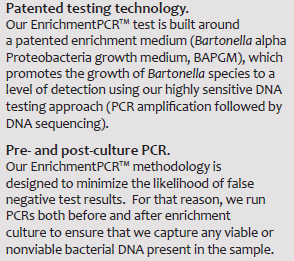 Patented testing technology.
Our EnrichmentPCR™ test is built around
a patented enrichment medium (Bartonella alpha
Proteobacteria growth medium, BAPGM), which
promotes the growth of Bartonella species to a
level of detection using our highly sensitive DNA
testing approach (PCR amplification followed by
DNA sequencing).
Pre- and post-culture PCR.
Our EnrichmentPCR™ methodology is
designed to minimize the likelihood of false
negative test results.  For that reason, we run
PCRs both before and after enrichment
culture to ensure that we capture any viable or
nonviable bacterial DNA present in the sample.